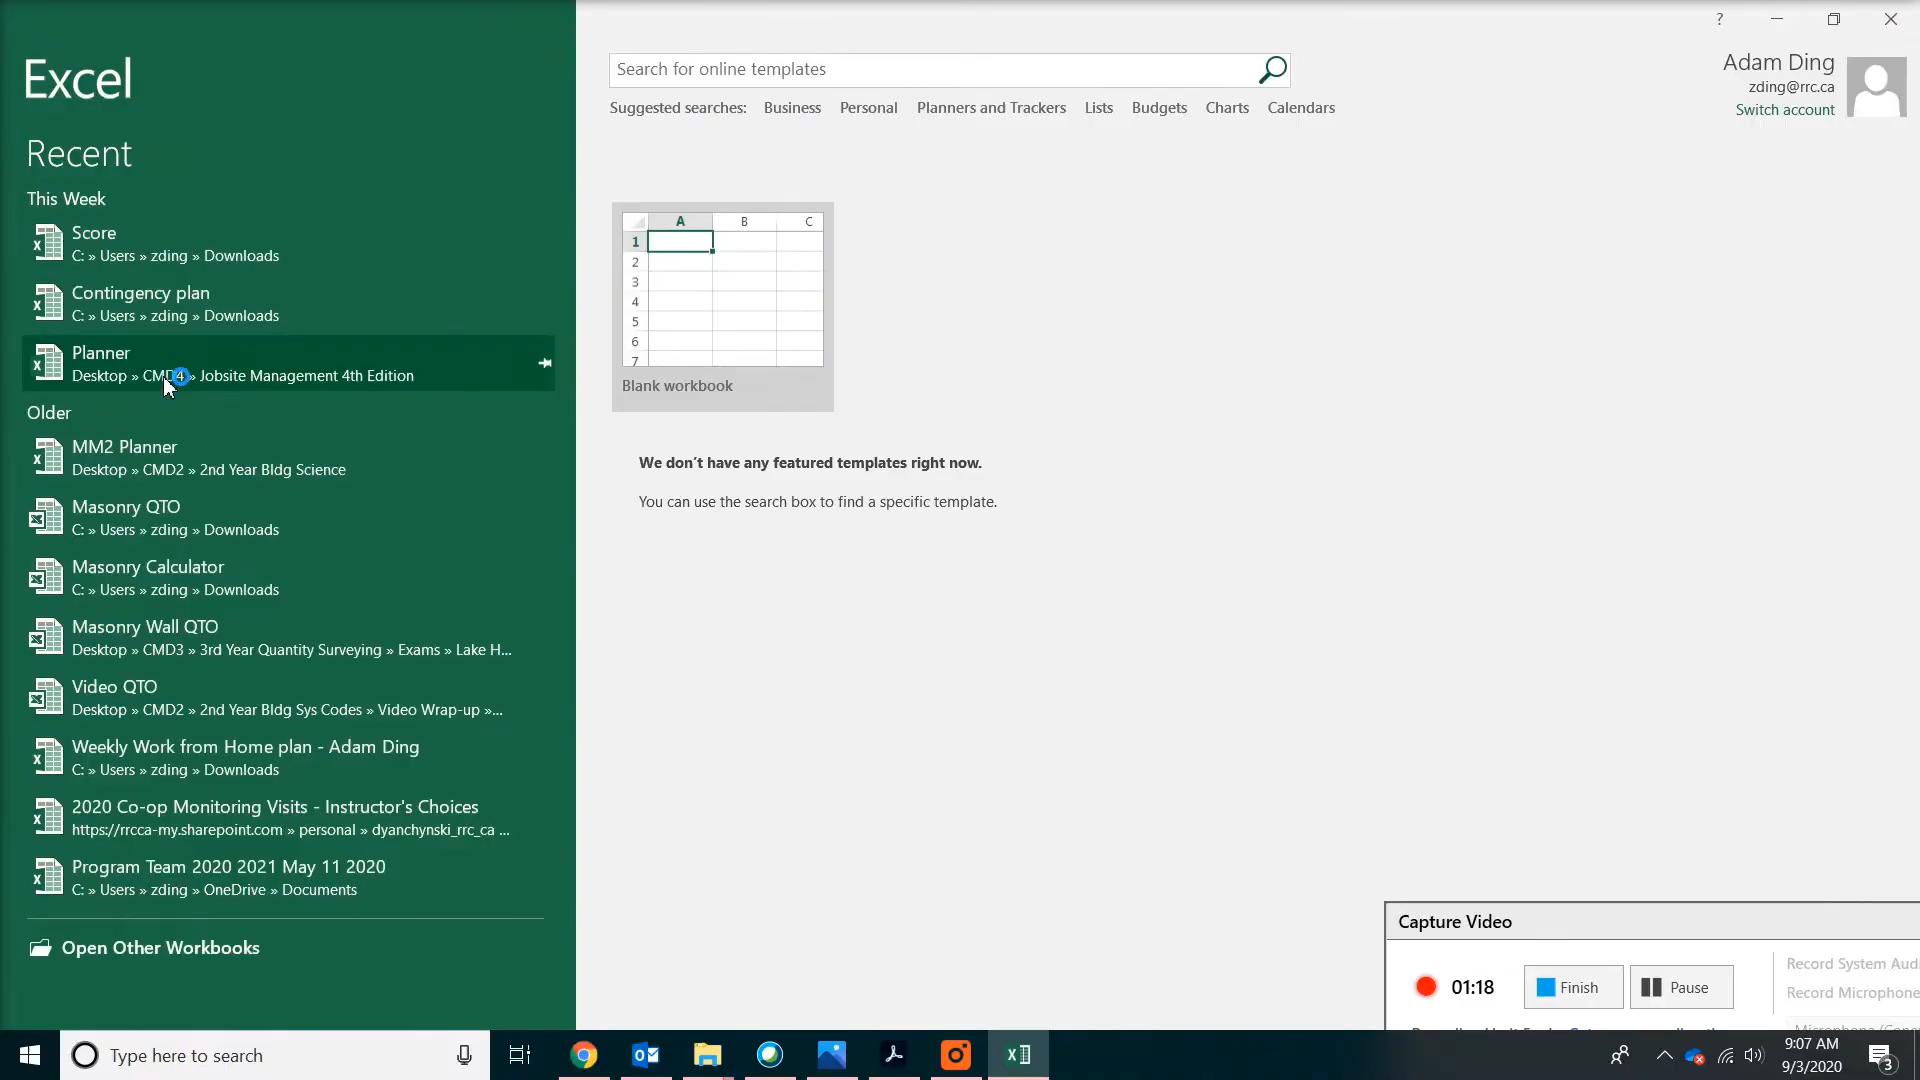 ?
Excel
Search for online templates
Adam Ding
zding@rrc.ca
Switch account
Suggested searches: Business Personal Planners and Trackers Lists Budgets Charts Calendars
Recent
This Week
Score
C: » Users » zding » Downloads
Contingency plan
C: » Users » zding » Downloads
Planner
Desktop » CMD4 » Jobsite Management 4th Edition
Older
MM2 Planner
Desktop » CMD2 » 2nd Year Bldg Science
Masonry QTO
C: » Users » zding » Downloads
Masonry Calculator
C: » Users » zding » Downloads
Masonry Wall QTO
Desktop » CMD3 » 3rd Year Quantity Surveying » Exams » Lake H...
Video QTO
Desktop » CMD2 » 2nd Year Bldg Sys Codes » Video Wrap-up »...
Weekly Work from Home plan - Adam Ding
C: » Users » zding » Downloads
2020 Co-op Monitoring Visits - Instructor's Choices
https://rrcca-my.sharepoint.com » personal » dyanchynski_rrc_ca ...
Program Team 2020 2021 May 11 2020
C: » Users » zding » OneDrive » Documents
Open Other Workbooks
A B C
1
2
3
4
5
6
7
Blank workbook
We don't have any featured templates right now.
You can use the search box to find a specific template.
Capture Video
01:18 Finish Pause
Record System Audi
Record Microphone
Type here to search
9:07 AM
9/3/2020
3